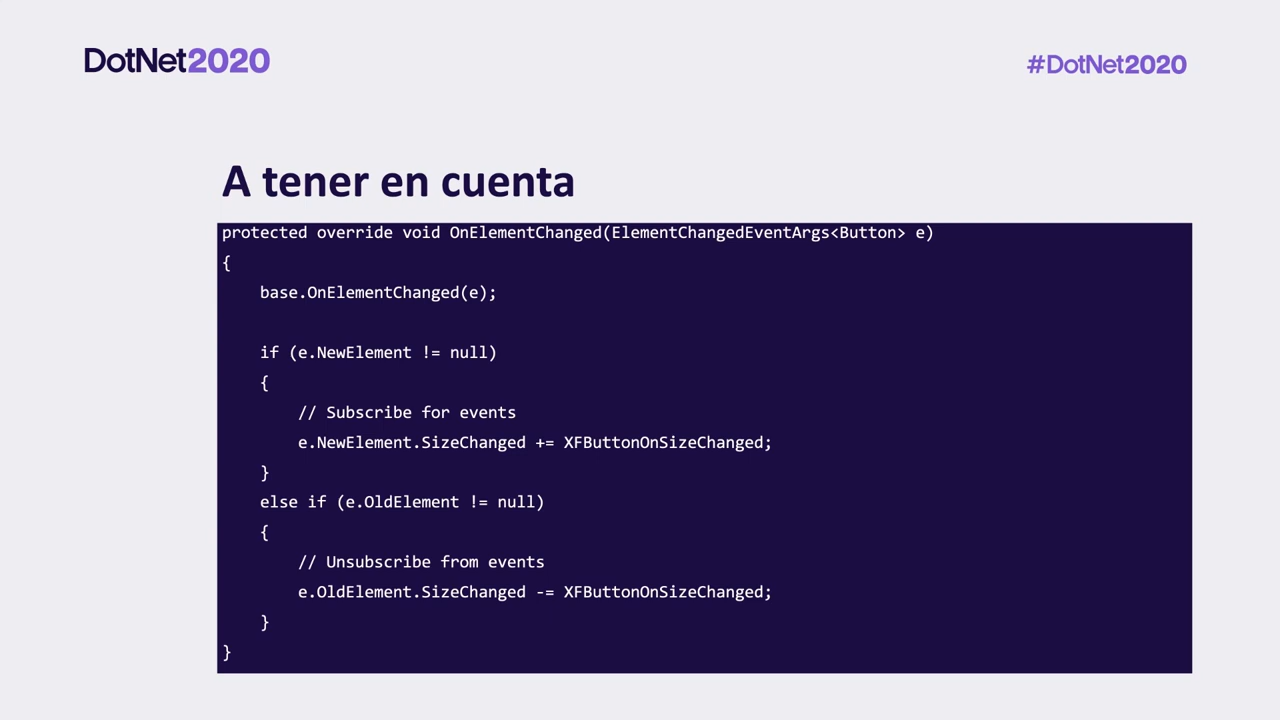 DotNet2020
#DotNet2020
A tener en cuenta
protected override void OnElementChanged(ElementChangedEventArgs<Button> e)
{
    base.OnElementChanged(e);
    if (e.NewElement != null)
    {
        // Subscribe for events
        e.NewElement.SizeChanged += XFButtonOnSizeChanged;
    }
    else if (e.OldElement != null)
    {
        // Unsubscribe from events
        e.OldElement.SizeChanged -= XFButtonOnSizeChanged;
    }
}